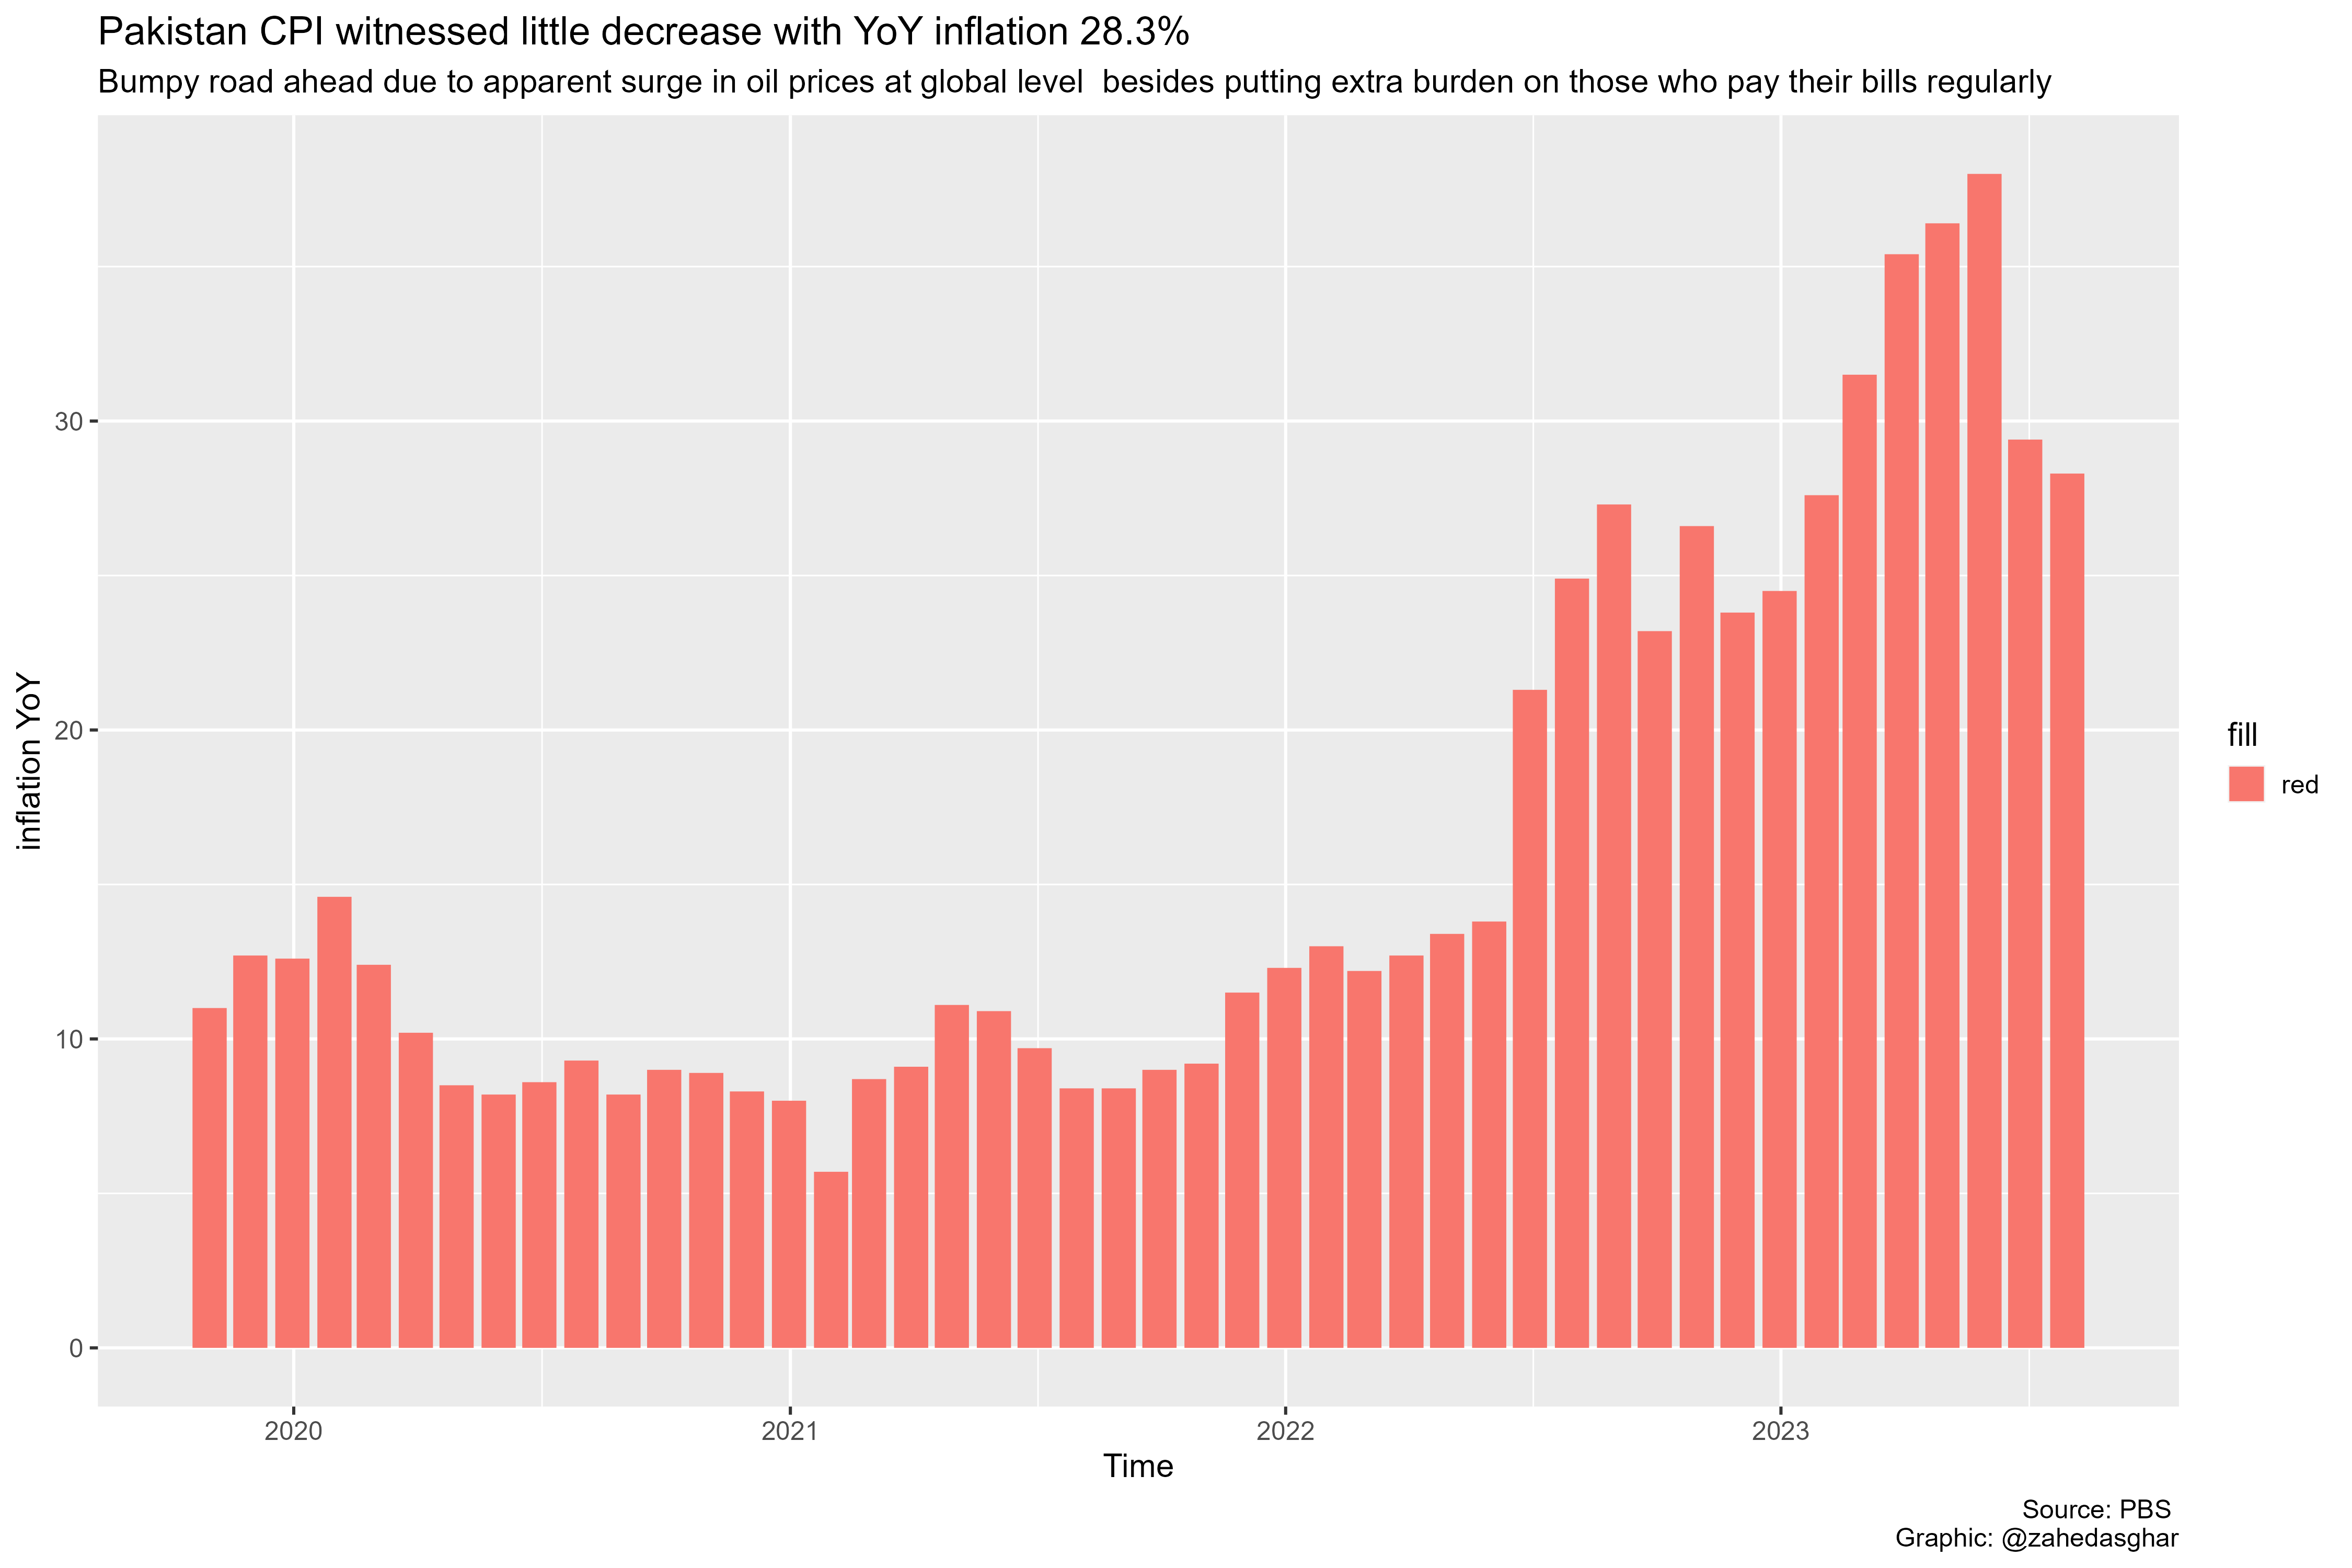 Pakistan CPI witnessed little decrease with YoY inflation 28.3%
Bumpy road ahead due to apparent surge in oil prices at global level  besides putting extra burden on those who pay their bills regularly
inflation YoY
30
20
10
0
2020
2021
2022
2023
Time
fill
red
Source: PBS
Graphic: @zahedasghar